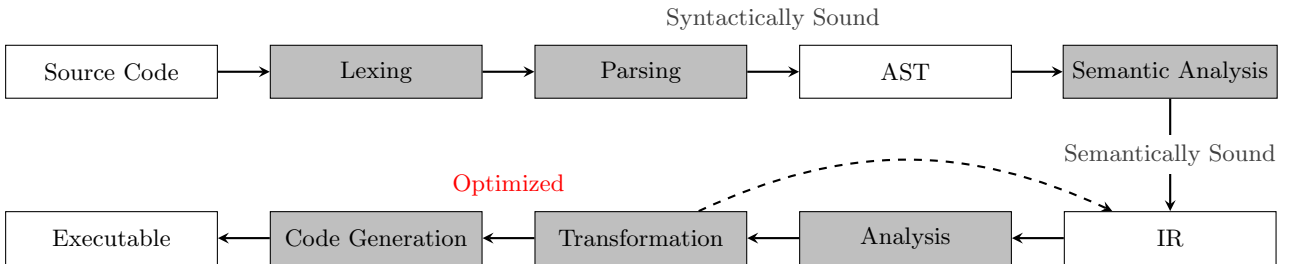 Syntactically Sound
Source Code
Lexing
Parsing
AST
Semantic Analysis
Semantically Sound
Optimized
Executable
Code Generation
Transformation
Analysis
IR